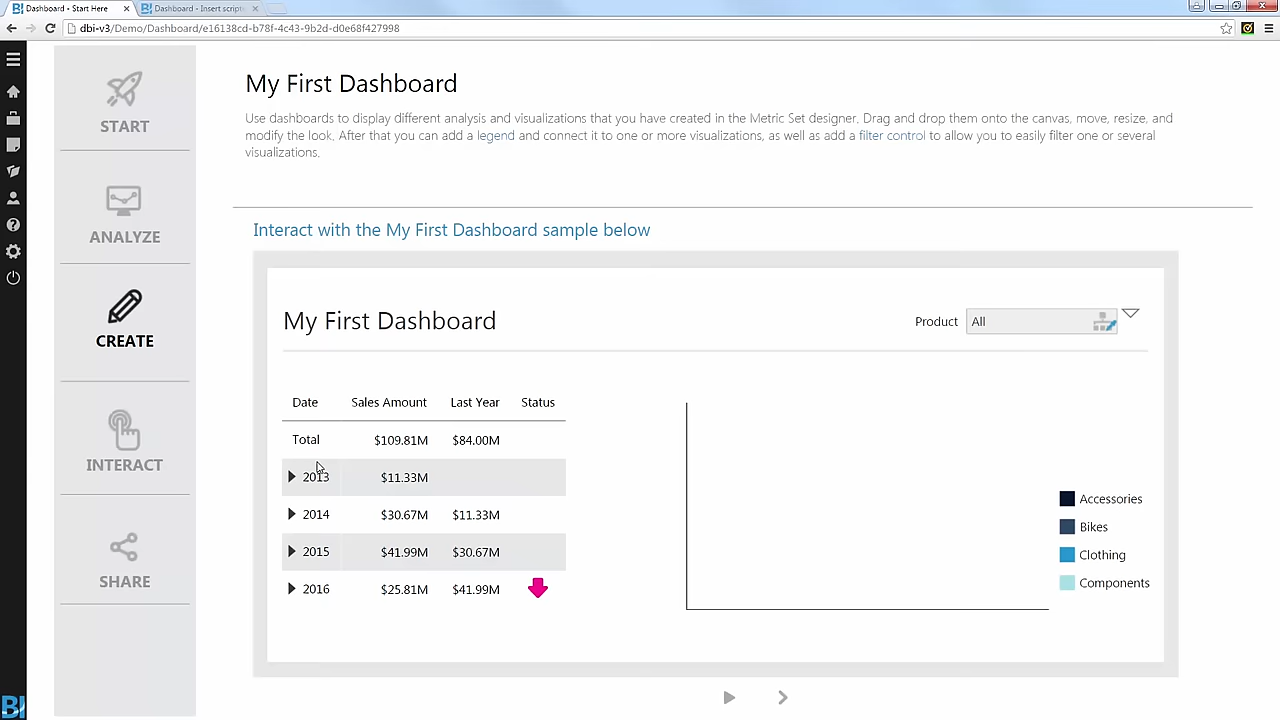 Dashboard - Start Here
Dashboard - Insert script
dbi-v3/Demo/Dashboard/e16138cd-b78f-4c43-9b2d-d0e68f427998
START
ANALYZE
CREATE
INTERACT
SHARE
My First Dashboard
Use dashboards to display different analysis and visualizations that you have created in the Metric Set designer. Drag and drop them onto the canvas, move, resize, and
modify the look. After that you can add a legend and connect it to one or more visualizations, as well as add a filter control to allow you to easily filter one or several
visualizations.
Interact with the My First Dashboard sample below
My First Dashboard
Product All
Date Sales Amount Last Year Status
Total $109.81M $84.00M
2013 $11.33M
2014 $30.67M $11.33M
2015 $41.99M $30.67M
2016 $25.81M $41.99M
Accessories
Bikes
Clothing
Components
BI